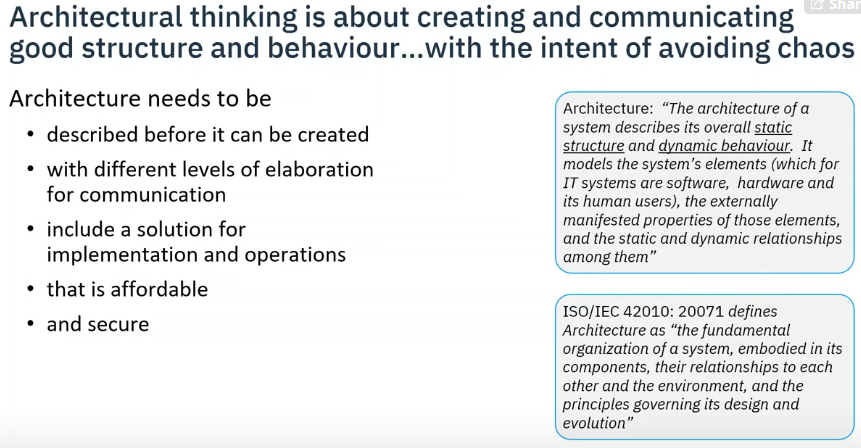 Shar
Architectural thinking is about creating and communicating
good structure and behaviour...with the intent of avoiding chaos
Architecture needs to be
• described before it can be created
• with different levels of elaboration
for communication
• include a solution for
implementation and operations
• that is affordable
• and secure
Architecture: “The architecture of a
system describes its overall static
structure and dynamic behaviour. It
models the system’s elements (which for
IT systems are software, hardware and
its human users), the externally
manifested properties of those elements,
and the static and dynamic relationships
among them”
ISO/IEC 42010: 20071 defines
Architecture as “the fundamental
organization of a system, embodied in its
components, their relationships to each
other and the environment, and the
principles governing its design and
evolution”